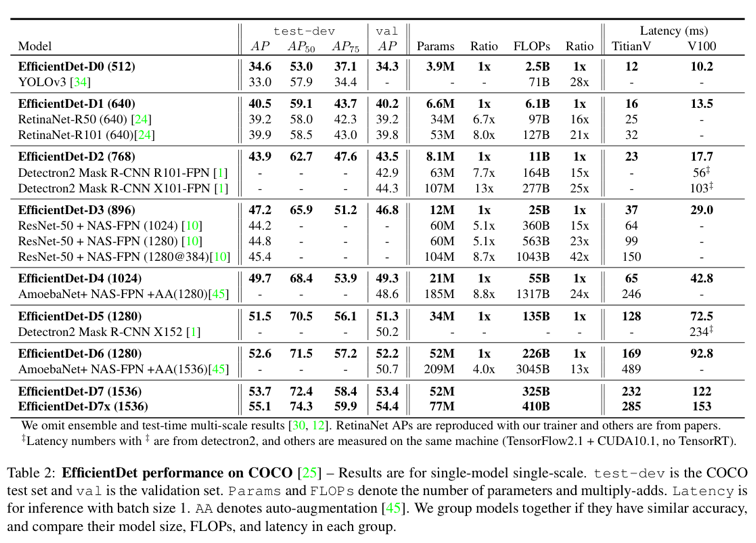 test-dev val Latency (ms)
Model AP AP50 AP75 AP Params Ratio FLOPs Ratio TitianV V100
EfficientDet-D0 (512) 34.6 53.0 37.1 34.3 3.9M 1x 2.5B 1x 12 10.2
YOLOv3 [34] 33.0 57.9 34.4 - - - 71B 28x - -
EfficientDet-D1 (640) 40.5 59.1 43.7 40.2 6.6M 1x 6.1B 1x 16 13.5
RetinaNet-R50 (640) [24] 39.2 58.0 42.3 39.2 34M 6.7x 97B 16x 25 -
RetinaNet-R101 (640)[24] 39.9 58.5 43.0 39.8 53M 8.0x 127B 21x 32 -
EfficientDet-D2 (768) 43.9 62.7 47.6 43.5 8.1M 1x 11B 1x 23 17.7
Detectron2 Mask R-CNN R101-FPN [1] - - - 42.9 63M 7.7x 164B 15x - 56‡
Detectron2 Mask R-CNN X101-FPN [1] - - - 44.3 107M 13x 277B 25x - 103‡
EfficientDet-D3 (896) 47.2 65.9 51.2 46.8 12M 1x 25B 1x 37 29.0
ResNet-50 + NAS-FPN (1024) [10] 44.2 - - - 60M 5.1x 360B 15x 64 -
ResNet-50 + NAS-FPN (1280) [10] 44.8 - - - 60M 5.1x 563B 23x 99 -
ResNet-50 + NAS-FPN (1280@384)[10] 45.4 - - - 104M 8.7x 1043B 42x 150 -
EfficientDet-D4 (1024) 49.7 68.4 53.9 49.3 21M 1x 55B 1x 65 42.8
AmoebaNet+ NAS-FPN +AA(1280)[45] - - - 48.6 185M 8.8x 1317B 24x 246 -
EfficientDet-D5 (1280) 51.5 70.5 56.1 51.3 34M 1x 135B 1x 128 72.5
Detectron2 Mask R-CNN X152 [1] - - - 50.2 - - - - - 234‡
EfficientDet-D6 (1280) 52.6 71.5 57.2 52.2 52M 1x 226B 1x 169 92.8
AmoebaNet+ NAS-FPN +AA(1536)[45] - - - 50.7 209M 4.0x 3045B 13x 489 -
EfficientDet-D7 (1536) 53.7 72.4 58.4 53.4 52M 325B 232 122
EfficientDet-D7x (1536) 55.1 74.3 59.9 54.4 77M 410B 285 153
We omit ensemble and test-time multi-scale results [30, 12]. RetinaNet APs are reproduced with our trainer and others are from papers.
‡Latency numbers with ‡ are from detectron2, and others are measured on the same machine (TensorFlow2.1 + CUDA10.1, no TensorRT).
Table 2: EfficientDet performance on COCO [25] – Results are for single-model single-scale. test-dev is the COCO
test set and val is the validation set. Params and FLOPs denote the number of parameters and multiply-adds. Latency is
for inference with batch size 1. AA denotes auto-augmentation [45]. We group models together if they have similar accuracy,
and compare their model size, FLOPs, and latency in each group.